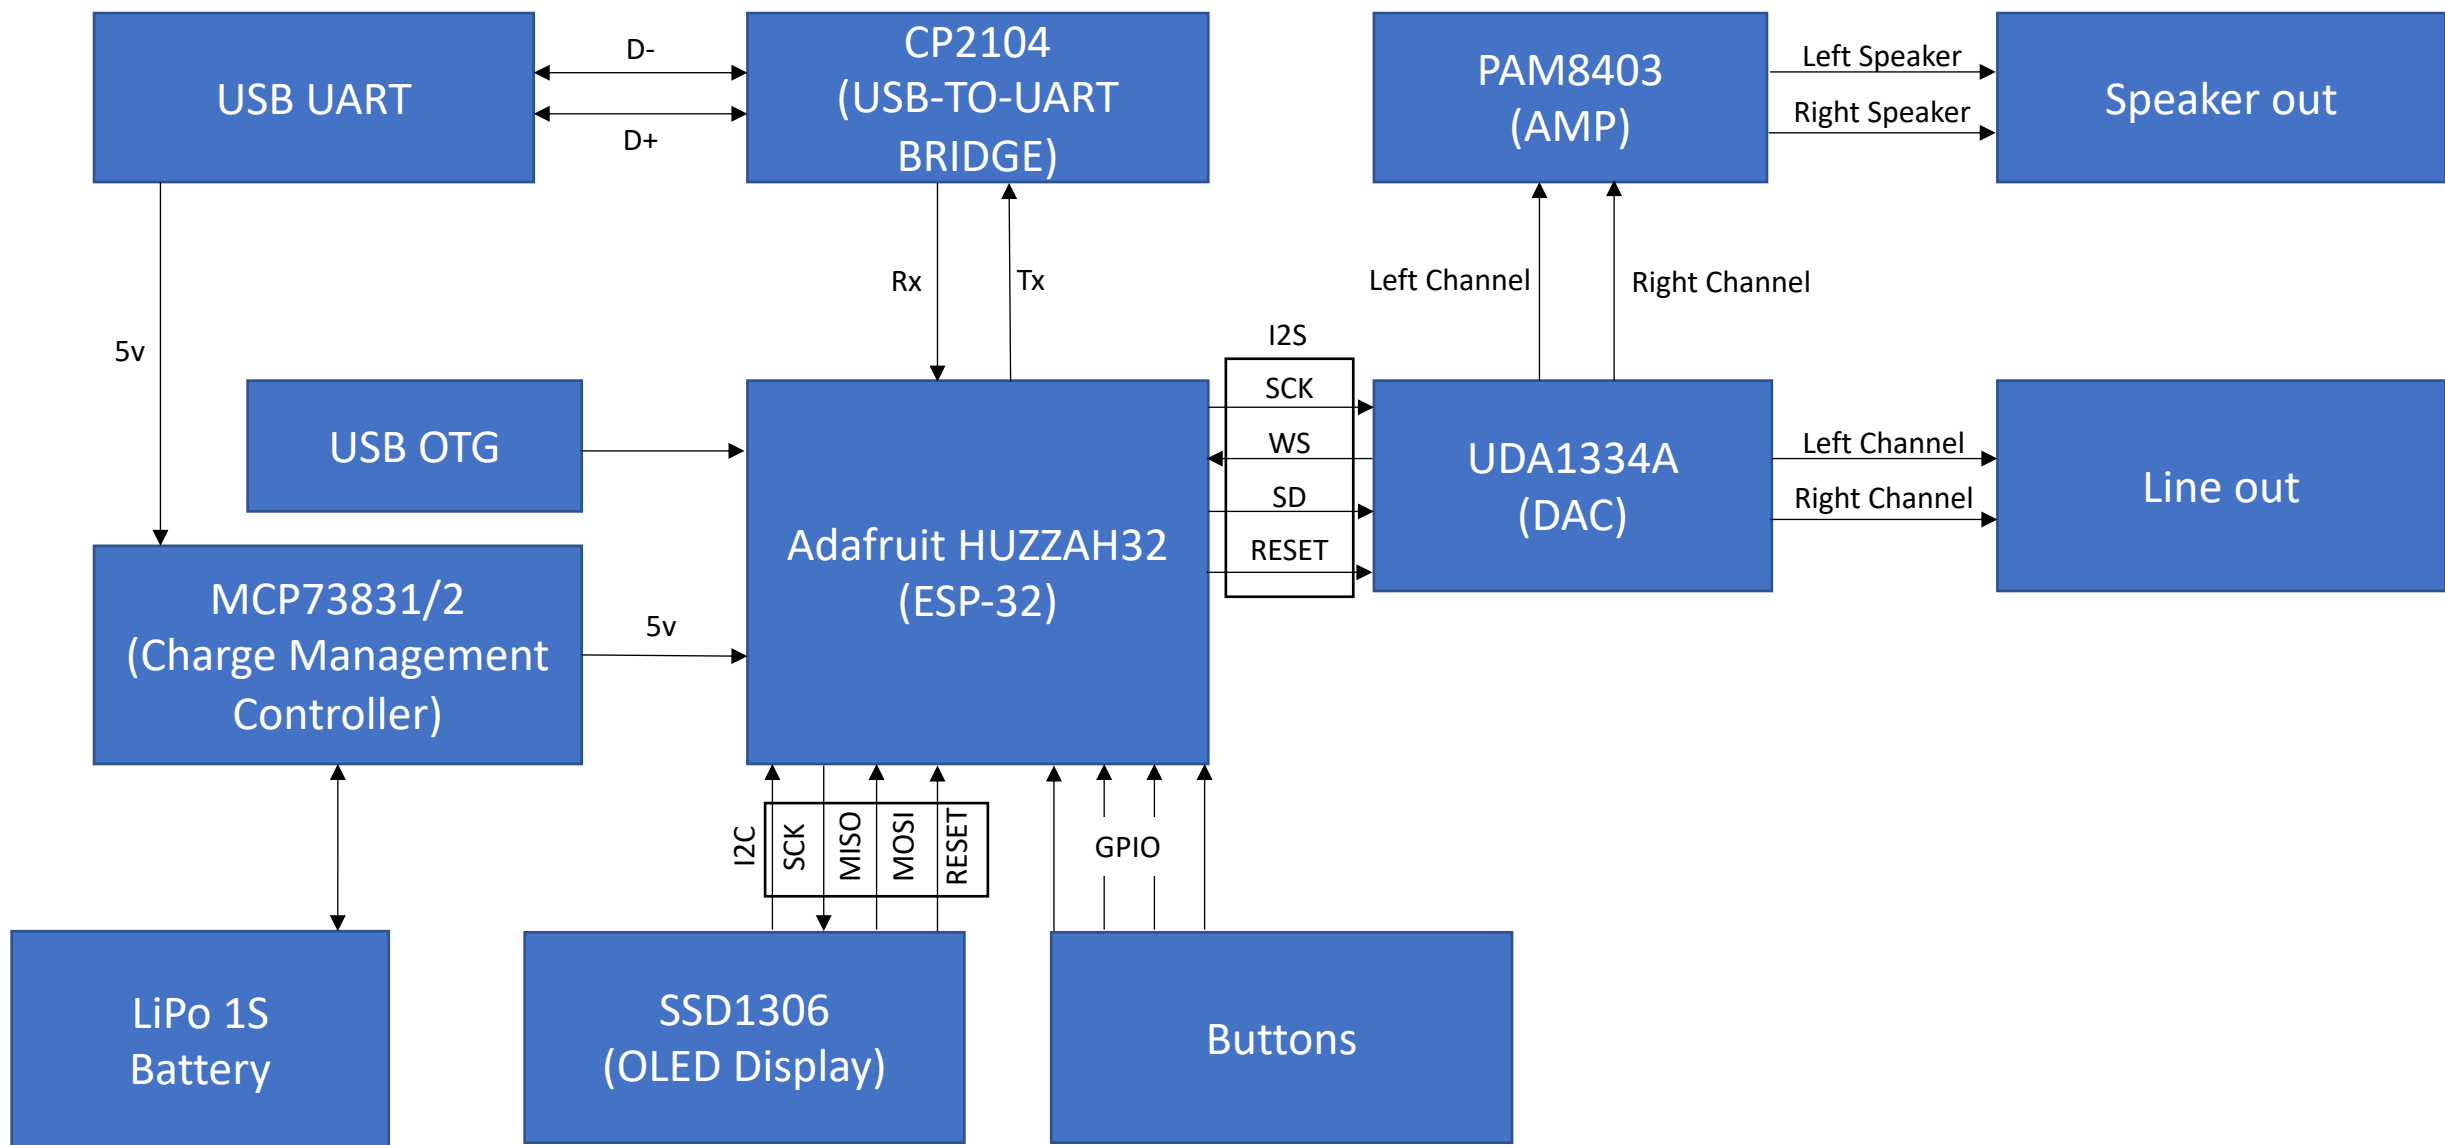 USB UART
D-
D+
CP2104
(USB-TO-UART
BRIDGE)
PAM8403
(AMP)
Left Speaker
Right Speaker
Speaker out
5v
Rx
Tx
Left Channel
Right Channel
USB OTG
I2S
SCK
WS
SD
RESET
Adafruit HUZZAH32
(ESP-32)
UDA1334A
(DAC)
Left Channel
Right Channel
Line out
MCP73831/2
(Charge Management
Controller)
5v
I2C
SCK
MISO
MOSI
RESET
GPIO
LiPo 1S
Battery
SSD1306
(OLED Display)
Buttons